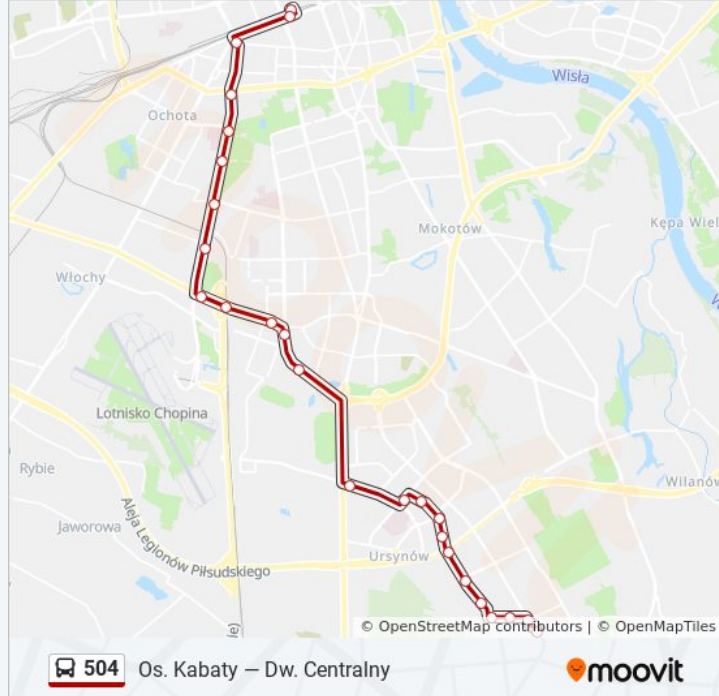 Wisła
Ochota
Mokotów
Kępa Wiel
Włochy
W
Lotnisko Chopina
Rybie
Wilanów
Aleja Legionów Piłsudskiego
Jaworowa
Ursynów
ie)
© OpenStreetMap contributors | © OpenMapTiles
504 Os. Kabaty — Dw. Centralny
moovit